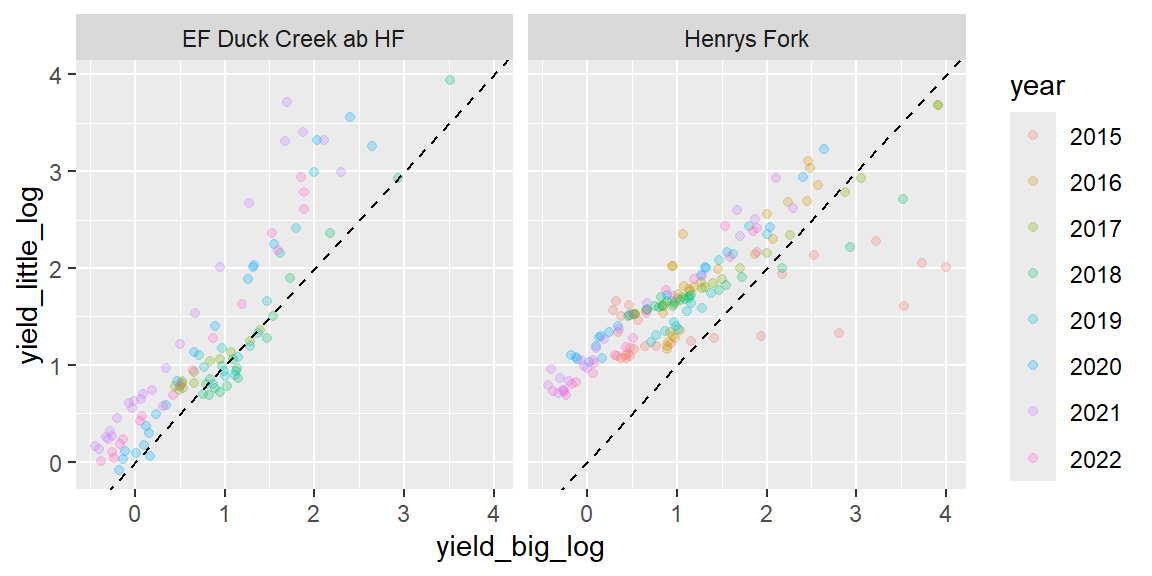 EF Duck Creek ab HF
Henrys Fork
yield_little_log
4
3
2
1
0
0 1 2 3 4
0 1 2 3 4
yield_big_log
year
2015
2016
2017
2018
2019
2020
2021
2022